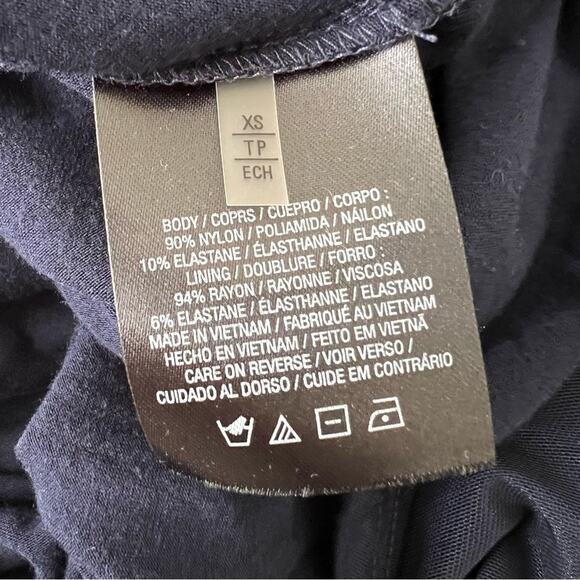 XS
TP
ECH
BODY / COPRS / CUEPRO / CORPO :
90% NYLON / POLIAMIDA / NÁILON
10% ELASTANE / ÉLASTHANNE / ELASTANO
LINING / DOUBLURE / FORRO :
94% RAYON / RAYONNE / VISCOSA
6% ELASTANE / ÉLASTHANNE / ELASTANO
MADE IN VIETNAM / FABRIQUÉ AU VIETNAM
HECHO EN VIETNAM / FEITO EM VIETNÃ
CARE ON REVERSE / VOIR VERSO /
CUIDADO AL DORSO / CUIDE EM CONTRÁRIO